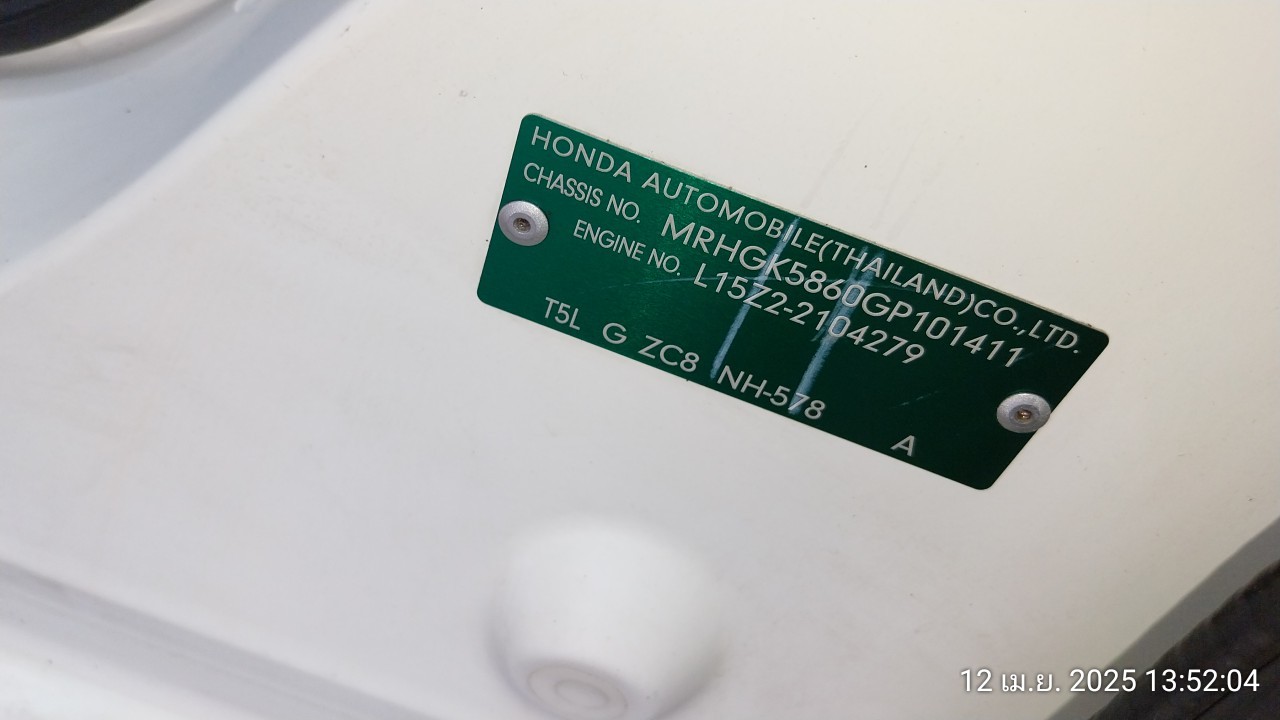 HONDA AUTOMOBILE(THAILAND)CO.,LTD.
CHASSIS NO. MRHGK5860GP101411
ENGINE NO. L15Z2-2104279
T5L G ZC8 NH-578 A
12 เม.ย. 2025 13:52:04